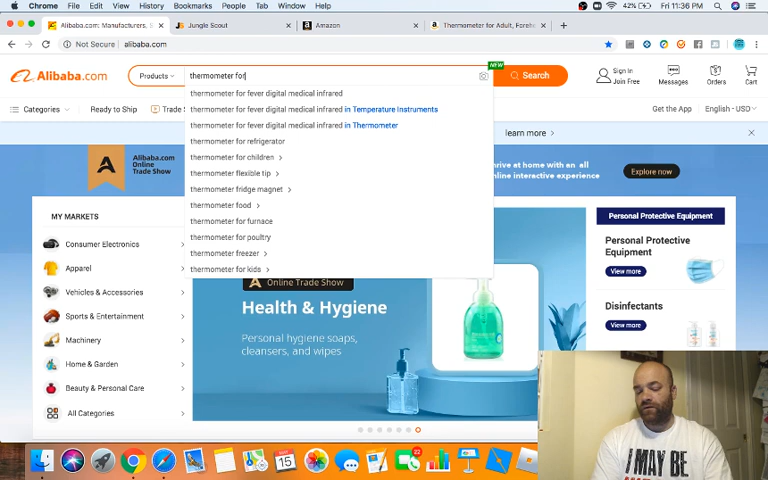 Chrome File Edit View History Bookmarks People Tab Window Help
42% Fri 11:36 PM
Alibaba.com: Manufacturers, S
Jungle Scout
Amazon
Thermometer for Adult, Forehe
Not Secure alibaba.com
Alibaba.com
Products
thermometer for
NEW
Search
Sign In
Join Free
Messages
Orders
Cart
Categories
Ready to Ship
Trade S
Get the App
English - USD
thermometer for fever digital medical infrared
thermometer for fever digital medical infrared in Temperature Instruments
thermometer for fever digital medical infrared in Thermometer
thermometer for refrigerator
thermometer for children
thermometer flexible tip
thermometer fridge magnet
thermometer food
thermometer for furnace
thermometer for poultry
thermometer freezer
thermometer for kids
learn more
Alibaba.com
Online
Trade Show
hrive at home with an all
nline interactive experience
Explore now
MY MARKETS
Consumer Electronics
Apparel
Vehicles & Accessories
Sports & Entertainment
Machinery
Home & Garden
Beauty & Personal Care
All Categories
Online Trade Show
Health & Hygiene
Personal hygiene soaps,
cleansers, and wipes
Personal Protective Equipment
Personal Protective
Equipment
View more
Disinfectants
View more
I MAY BE